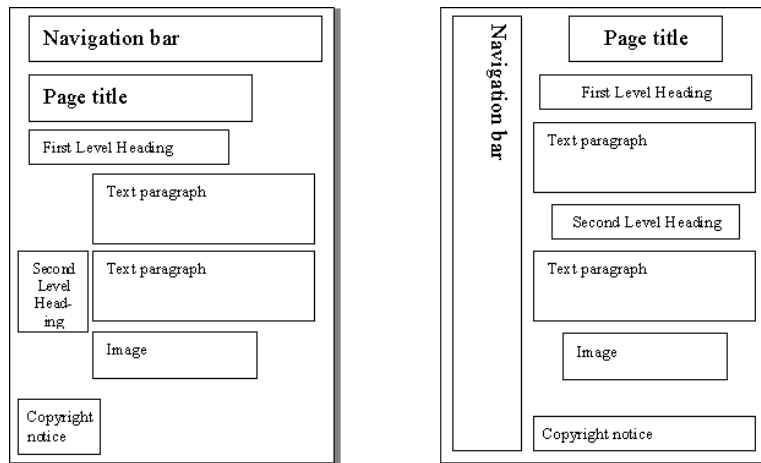 Navigation bar
Page title
First Level Heading
Text paragraph
Second
Level
Head-
ing
Text paragraph
Image
Copyright
notice
Navigation bar
Page title
First Level Heading
Text paragraph
Second Level Heading
Text paragraph
Image
Copyright notice